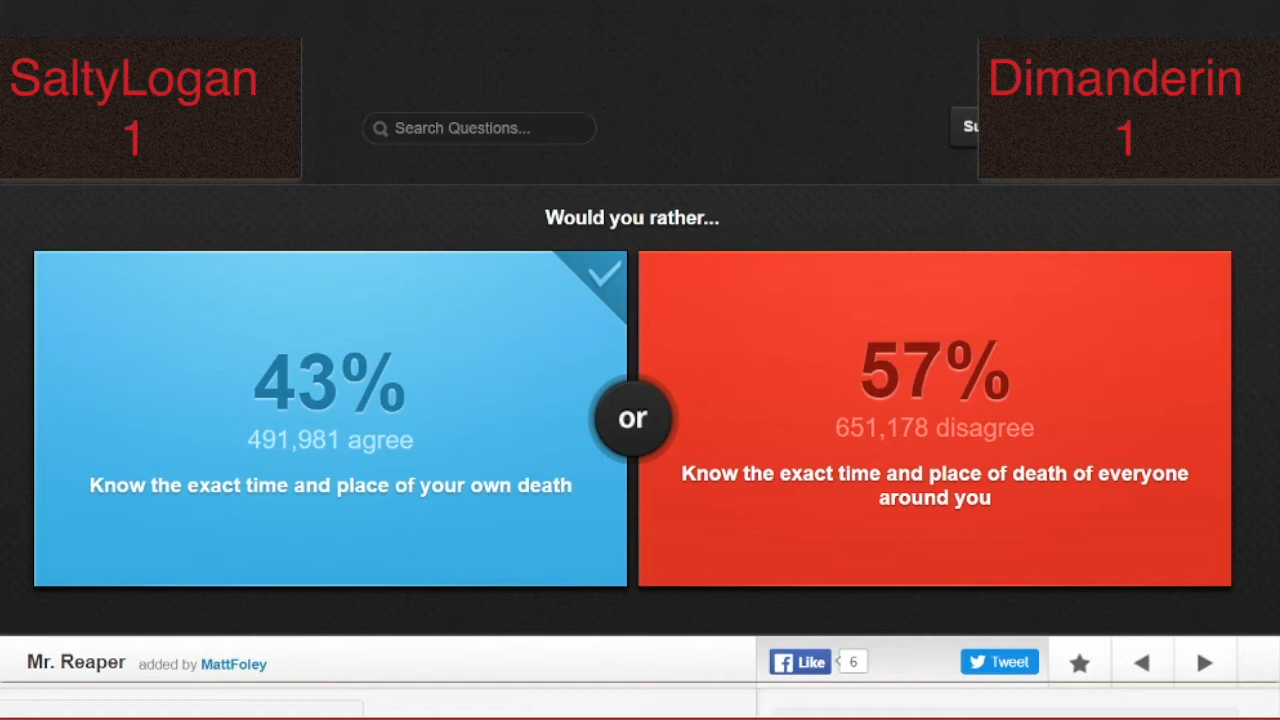 SaltyLogan
1
Dimanderin
1
Search Questions...
Would you rather...
43%
491,981 agree
Know the exact time and place of your own death
or
57%
651,178 disagree
Know the exact time and place of death of everyone
around you
Mr. Reaper added by MattFoley
Like
6
Tweet